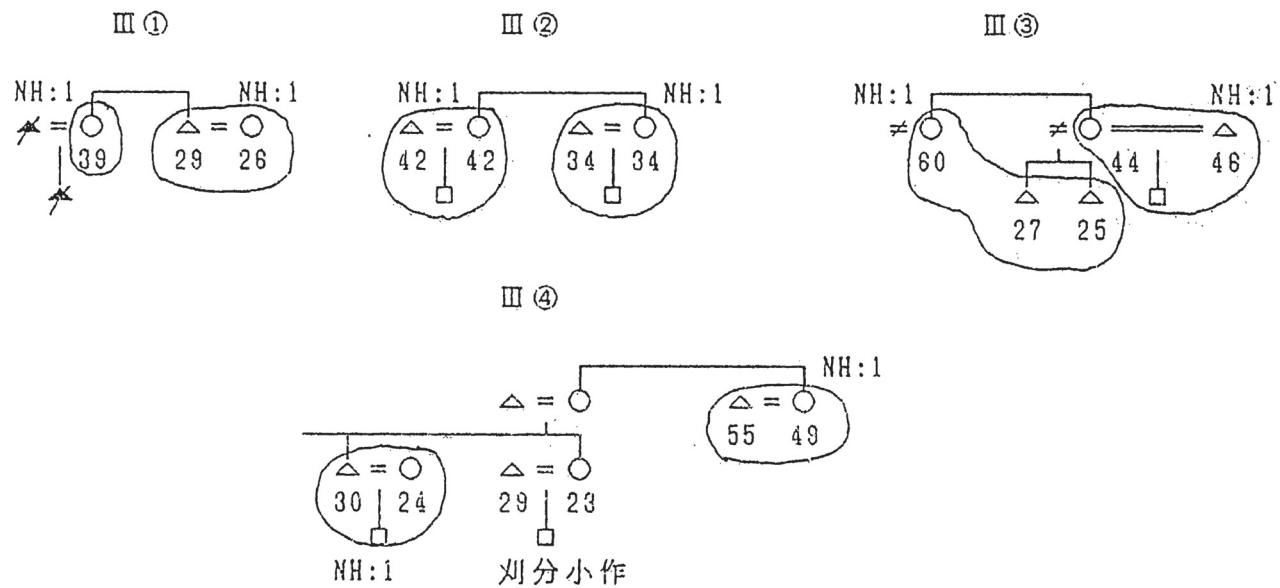 Ⅲ① Ⅲ② Ⅲ③
NH:1 NH:1 NH:1 NH:1 NH:1 NH:1
= = = = ≠ ≠
39 29 26 42 42 34 34 60 44 46
27 25
Ⅲ④
NH:1
= =
55 49
= =
30 24 29 23
NH:1 刈分小作